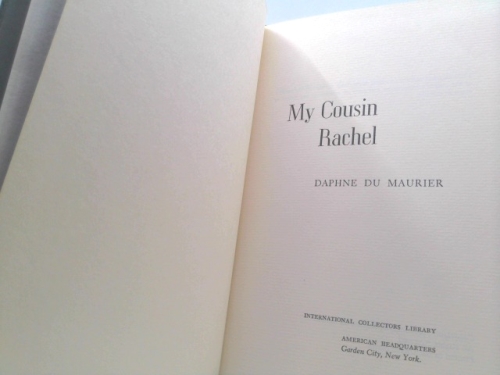 My Cousin
Rachel
DAPHNE DU MAURIER
INTERNATIONAL COLLECTORS LIBRARY
AMERICAN HEADQUARTERS
Garden City, New York.